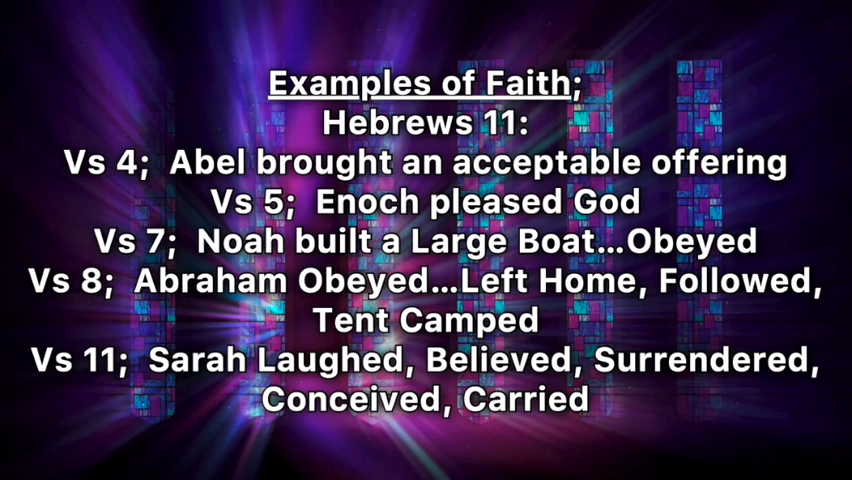 Examples of Faith;
Hebrews 11:
Vs 4;  Abel brought an acceptable offering
Vs 5;  Enoch pleased God
Vs 7;  Noah built a Large Boat...Obeyed
Vs 8;  Abraham Obeyed...Left Home, Followed,
Tent Camped
Vs 11;  Sarah Laughed, Believed, Surrendered,
Conceived, Carried